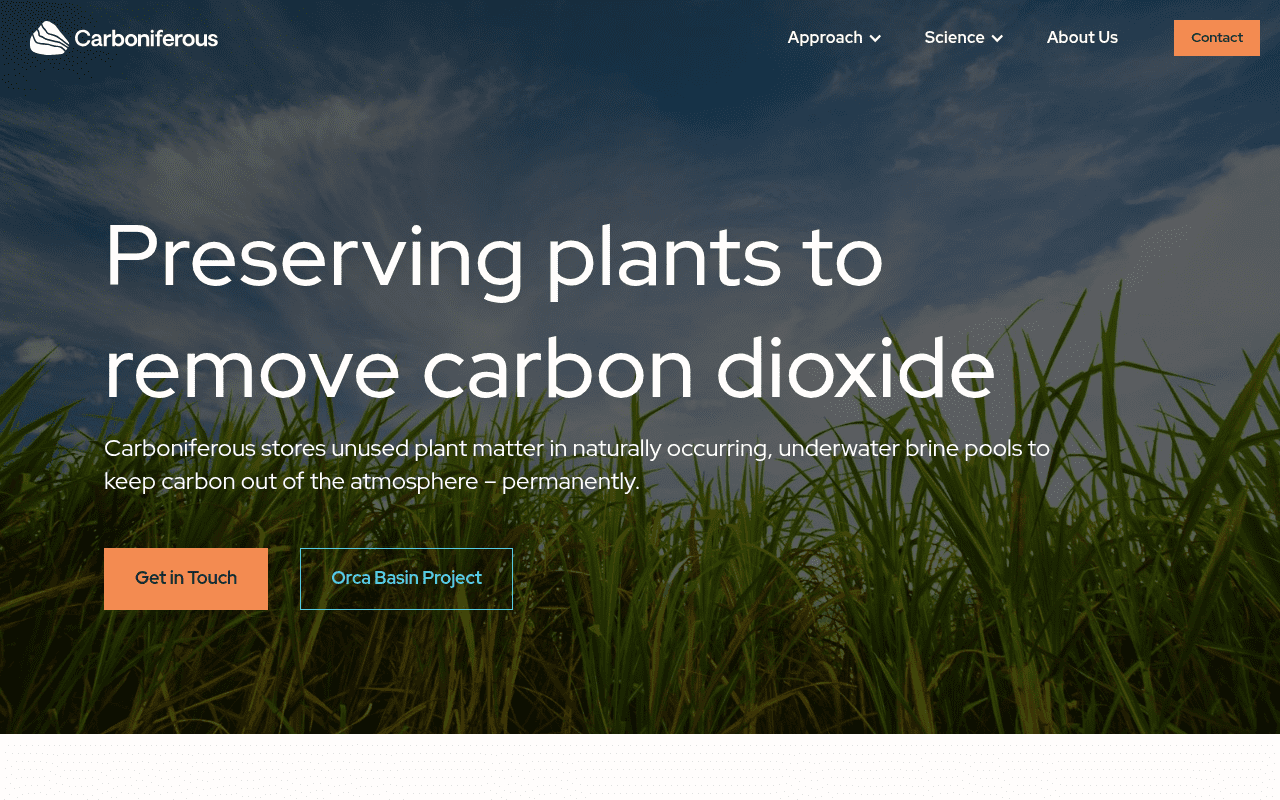 Carboniferous
Approach
Science
About Us
Contact
Preserving plants to
remove carbon dioxide
Carboniferous stores unused plant matter in naturally occurring, underwater brine pools to
keep carbon out of the atmosphere – permanently.
Get in Touch
Orca Basin Project